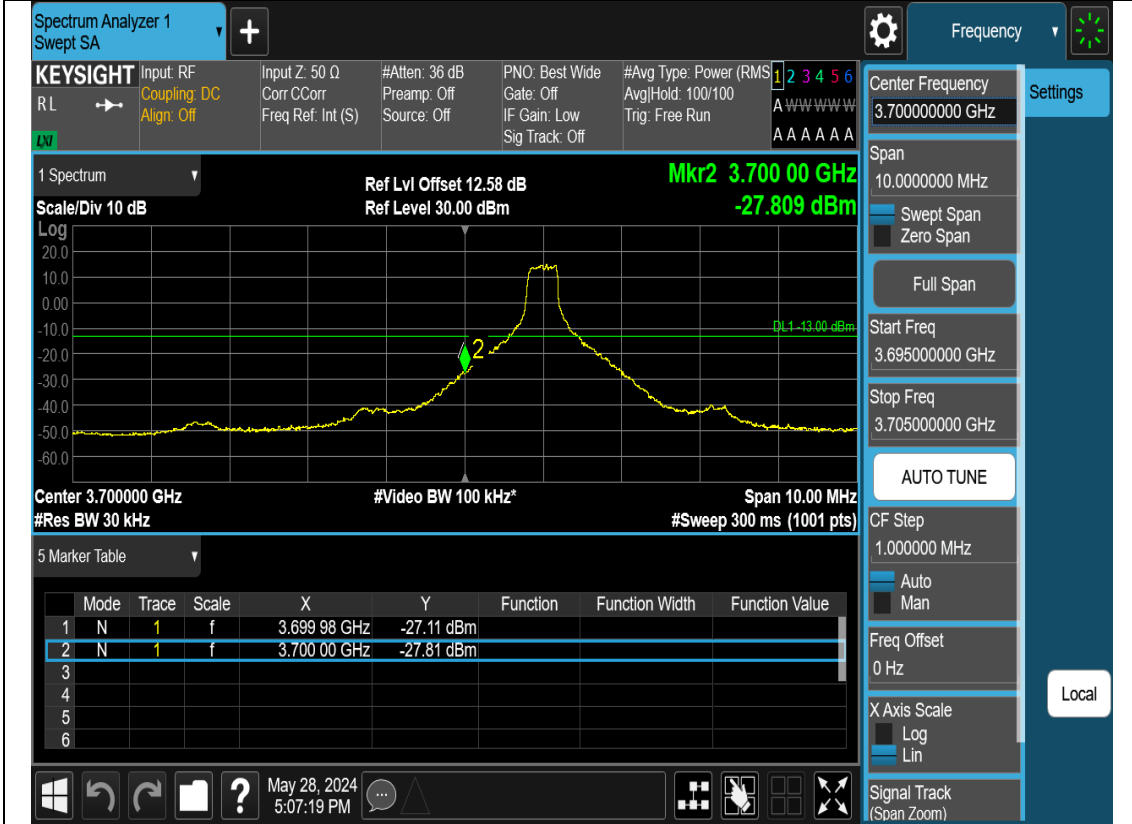 Spectrum Analyzer 1
Swept SA
+
Frequency
KEYSIGHT
RL
LXI
Input: RF
Coupling: DC
Align: Off
Input Z: 50 Ω
Corr CCorr
Freq Ref: Int (S)
#Atten: 36 dB
Preamp: Off
Source: Off
PNO: Best Wide
Gate: Off
IF Gain: Low
Sig Track: Off
#Avg Type: Power (RMS
Avg|Hold: 100/100
Trig: Free Run
1 2 3 4 5 6
A W W W W W
A A A A A A
1 Spectrum
Scale/Div 10 dB
Ref Lvl Offset 12.58 dB
Ref Level 30.00 dBm
Mkr2 3.700 00 GHz
-27.809 dBm
Log
20.0
10.0
0.00
-10.0
-20.0
-30.0
-40.0
-50.0
-60.0
DL1 -13.00 dBm
2
Center 3.700000 GHz
#Video BW 100 kHz*
Span 10.00 MHz
#Res BW 30 kHz
#Sweep 300 ms (1001 pts)
5 Marker Table
Mode Trace Scale X Y Function Function Width Function Value
1 N 1 f 3.699 98 GHz -27.11 dBm
2 N 1 f 3.700 00 GHz -27.81 dBm
3
4
5
6
May 28, 2024
5:07:19 PM
?
Center Frequency
3.700000000 GHz
Settings
Span
10.0000000 MHz
Swept Span
Zero Span
Full Span
Start Freq
3.695000000 GHz
Stop Freq
3.705000000 GHz
AUTO TUNE
CF Step
1.000000 MHz
Auto
Man
Freq Offset
0 Hz
X Axis Scale
Log
Lin
Local
Signal Track
(Span Zoom)